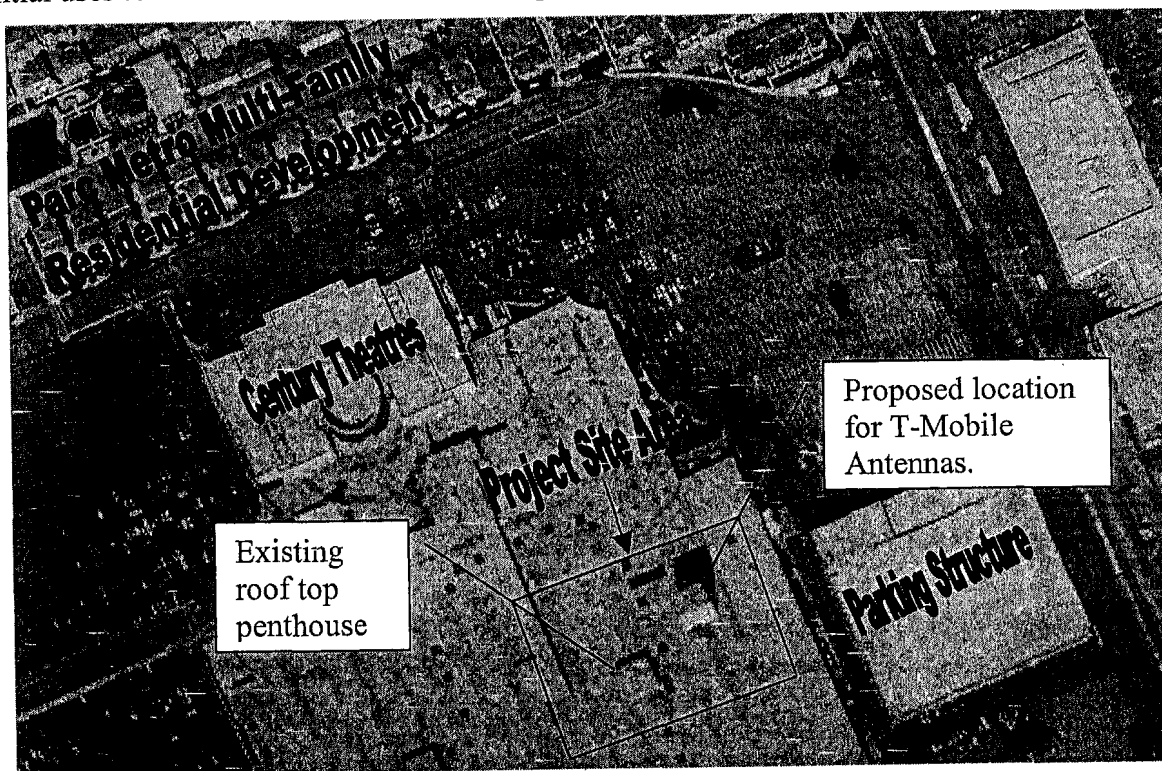 Parc Metro Multi-Family
Residential Development
Century Theatres
Project Site Area
Proposed location
for T-Mobile
Antennas.
Existing
roof top
penthouse
Parking Structure